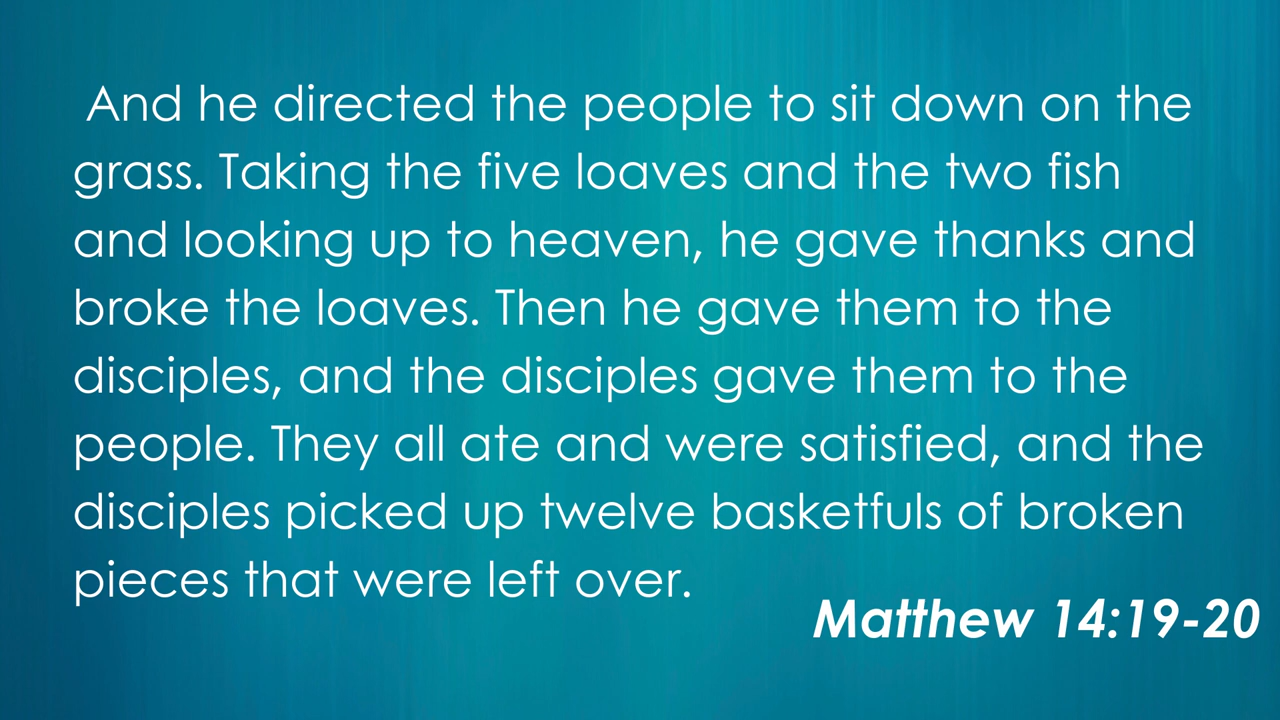 And he directed the people to sit down on the
grass. Taking the five loaves and the two fish
and looking up to heaven, he gave thanks and
broke the loaves. Then he gave them to the
disciples, and the disciples gave them to the
people. They all ate and were satisfied, and the
disciples picked up twelve basketfuls of broken
pieces that were left over.
Matthew 14:19-20